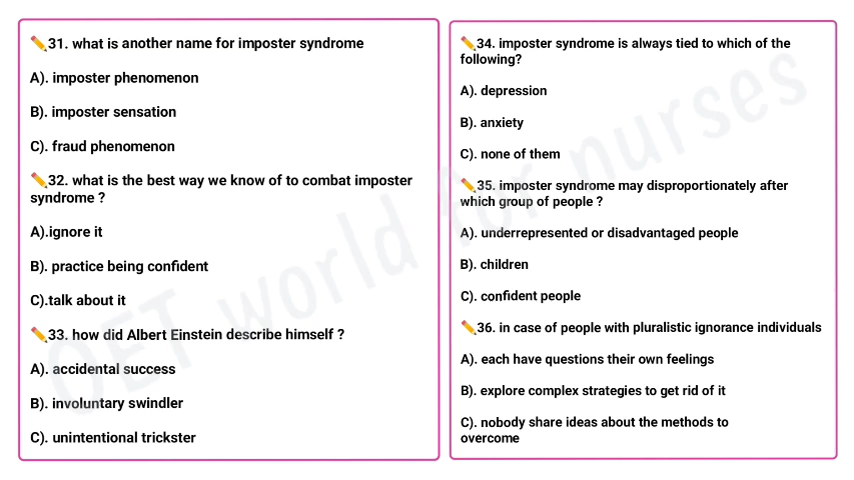 ✏️31. what is another name for imposter syndrome
A). imposter phenomenon
B). imposter sensation
C). fraud phenomenon
✏️32. what is the best way we know of to combat imposter
syndrome ?
A).ignore it
B). practice being confident
C).talk about it
✏️33. how did Albert Einstein describe himself ?
A). accidental success
B). involuntary swindler
C). unintentional trickster
✏️34. imposter syndrome is always tied to which of the
following?
A). depression
B). anxiety
C). none of them
✏️35. imposter syndrome may disproportionately after
which group of people ?
A). underrepresented or disadvantaged people
B). children
C). confident people
✏️36. in case of people with pluralistic ignorance individuals
A). each have questions their own feelings
B). explore complex strategies to get rid of it
C). nobody share ideas about the methods to
overcome
OET world for nurses